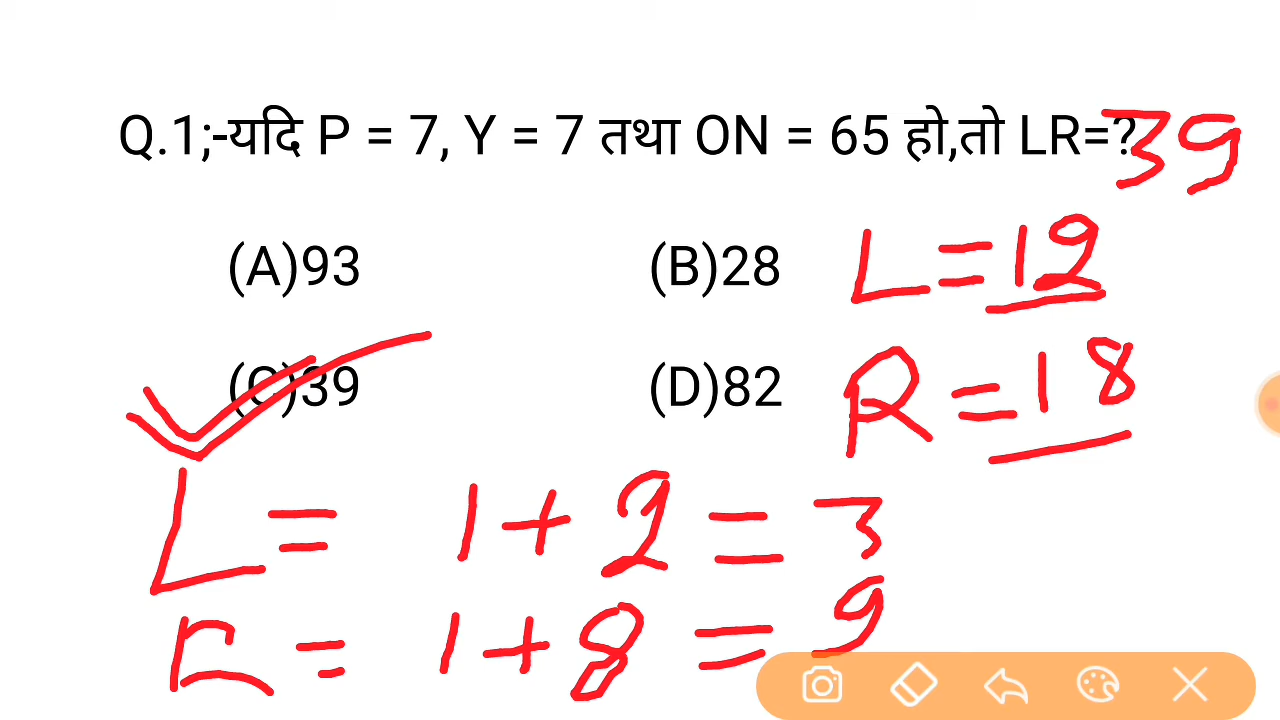 Q.1;-यदि P = 7, Y = 7 तथा ON = 65 हो,तो LR=? 39
(A)93 (B)28 L = 12
(C)39 (D)82 R = 18
L = 1 + 2 = 3
R = 1 + 8 = 9